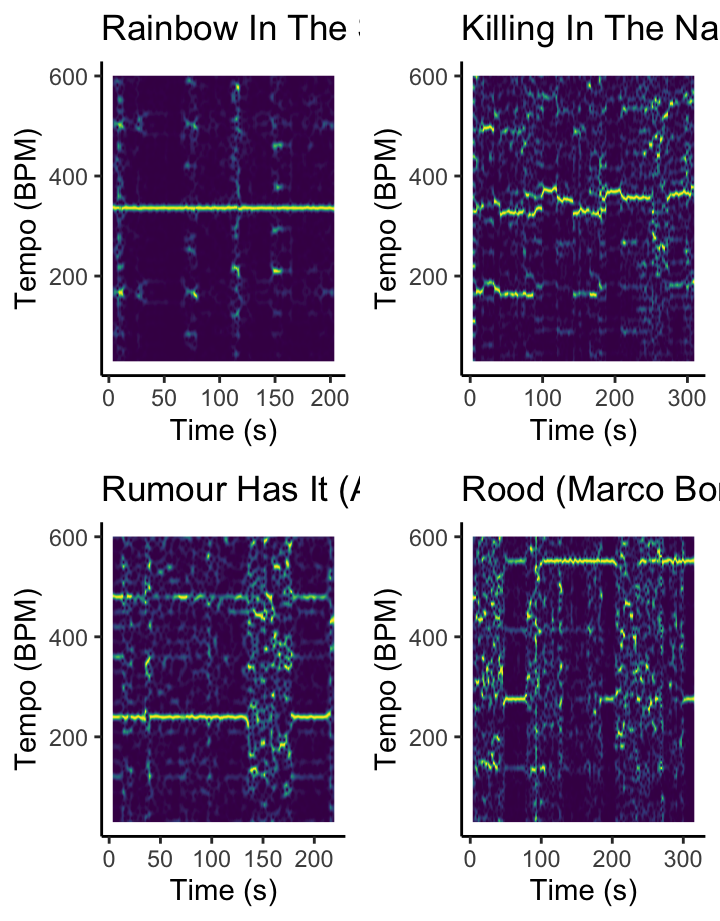 Rainbow In The
Tempo (BPM)
600
400
200
0 50 100 150 200
Time (s)
Killing In The Na
Tempo (BPM)
600
400
200
0 100 200 300
Time (s)
Rumour Has It (A
Tempo (BPM)
600
400
200
0 50 100 150 200
Time (s)
Rood (Marco Bor
Tempo (BPM)
600
400
200
0 100 200 300
Time (s)